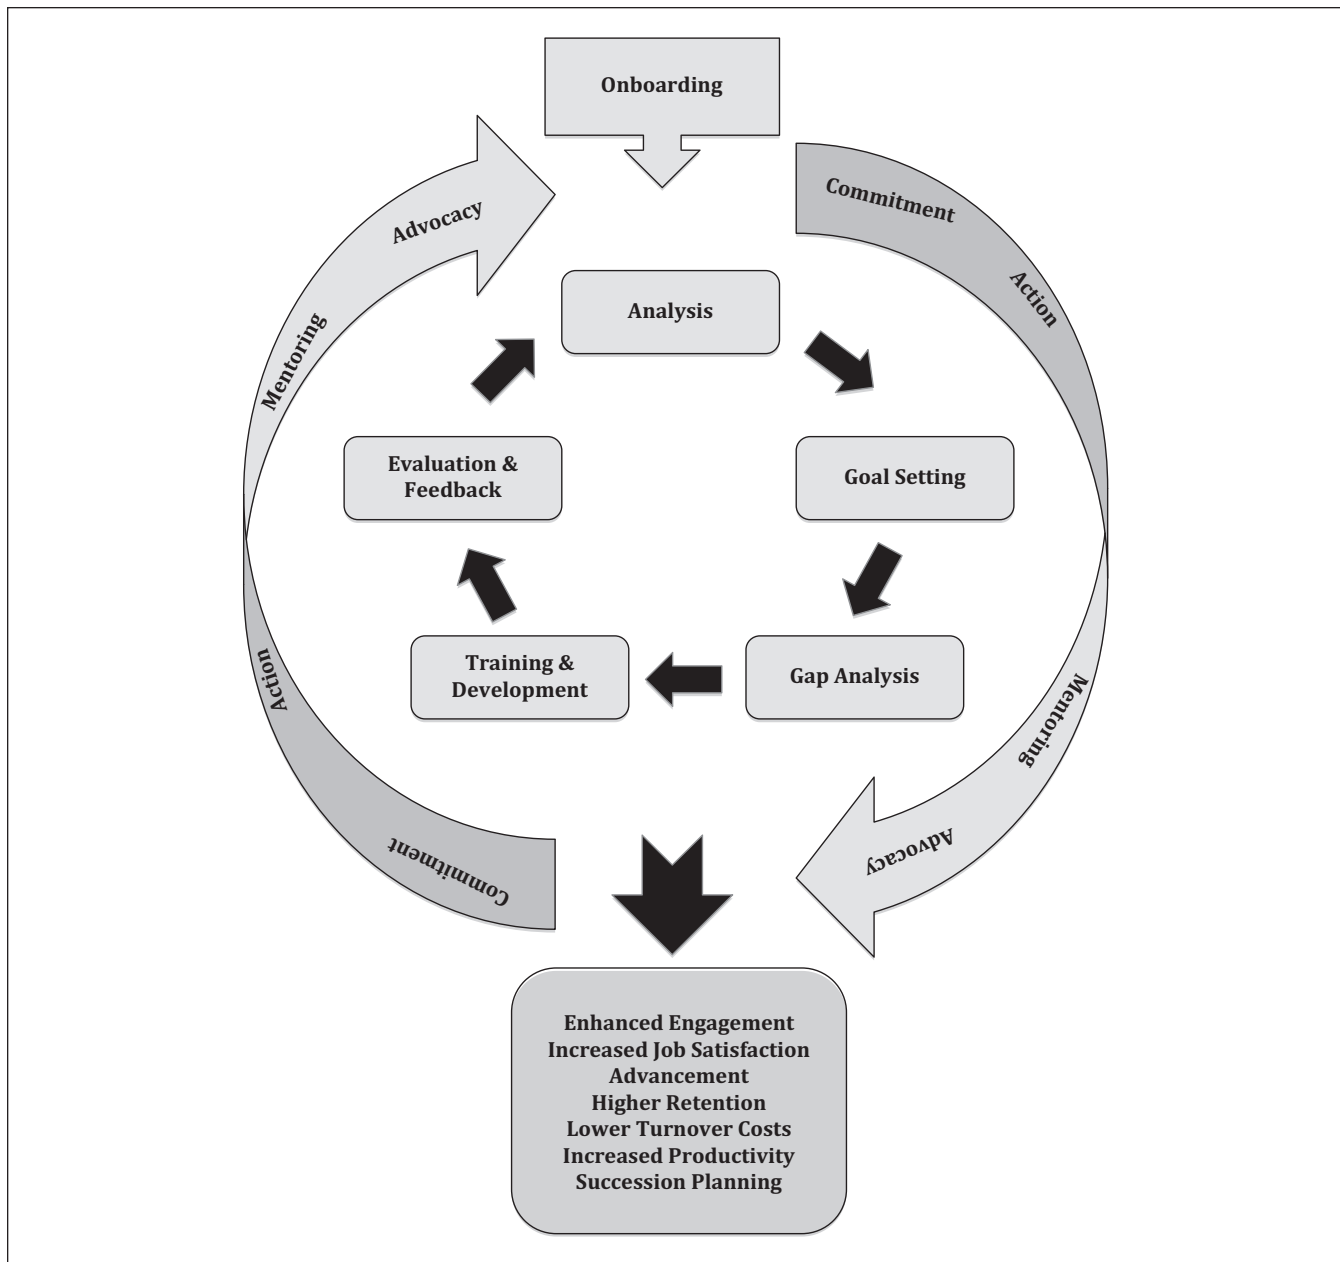 Onboarding
Commitment
Action
Advocacy
Mentoring
Analysis
Evaluation &
Feedback
Goal Setting
Training &
Development
Gap Analysis
Action
Commitment
Mentoring
Advocacy
Enhanced Engagement
Increased Job Satisfaction
Advancement
Higher Retention
Lower Turnover Costs
Increased Productivity
Succession Planning